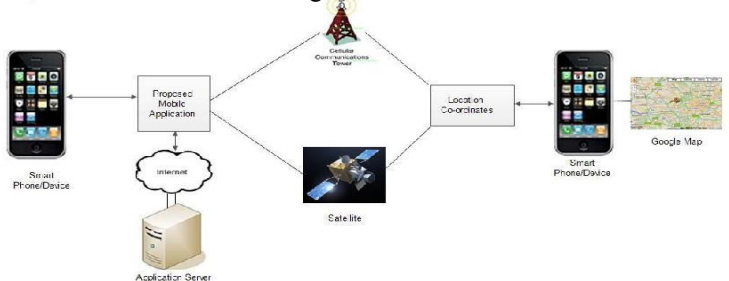 Cellular
Communications
Tower
Proposed
Mobile
Application
Location
Co-ordinates
Smart
Phone/Device
Internet
Satellite
Smart
Phone/Device
Google Map
Application Server